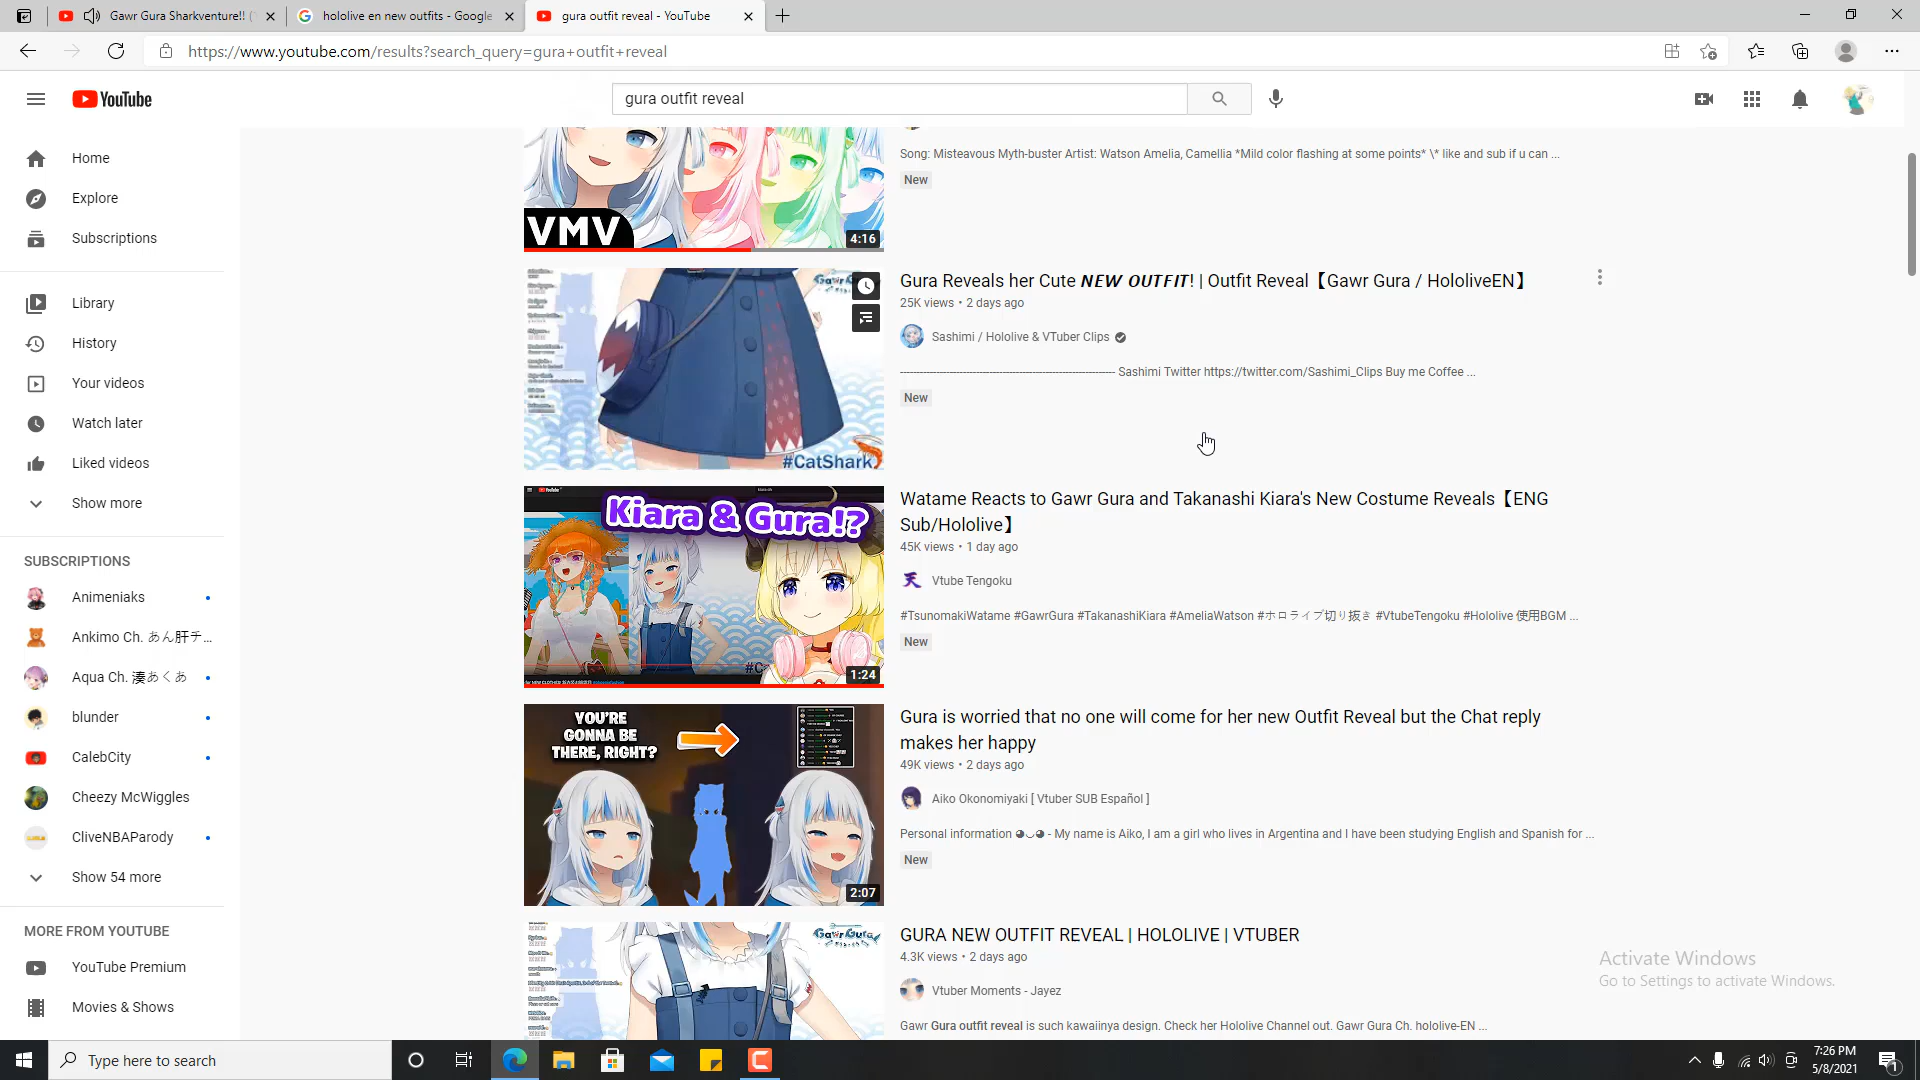 Gawr Gura Sharkventure!! (
hololive en new outfits - Google
gura outfit reveal - YouTube
https://www.youtube.com/results?search_query=gura+outfit+reveal
YouTube
gura outfit reveal
Home
Explore
Subscriptions
Library
History
Your videos
Watch later
Liked videos
Show more
SUBSCRIPTIONS
Animeniaks
Ankimo Ch. あん肝チ...
Aqua Ch. 湊あくあ
blunder
CalebCity
Cheezy McWiggles
CliveNBAParody
Show 54 more
MORE FROM YOUTUBE
YouTube Premium
Movies & Shows
VMV
4:16
Song: Misteavous Myth-buster Artist: Watson Amelia, Camellia *Mild color flashing at some points* \* like and sub if u can ...
New
#CatShark
Gura Reveals her Cute NEW OUTFIT! | Outfit Reveal【Gawr Gura / HololiveEN】
25K views • 2 days ago
Sashimi / Hololive & VTuber Clips
Sashimi Twitter https://twitter.com/Sashimi_Clips Buy me Coffee ...
New
Kiara & Gura!?
1:24
Watame Reacts to Gawr Gura and Takanashi Kiara's New Costume Reveals【ENG
Sub/Hololive】
45K views • 1 day ago
Vtube Tengoku
#TsunomakiWatame #GawrGura #TakanashiKiara #AmeliaWatson #ホロライブ切り抜き #VtubeTengoku #Hololive 使用BGM ...
New
YOU'RE
GONNA BE
THERE, RIGHT?
2:07
Gura is worried that no one will come for her new Outfit Reveal but the Chat reply
makes her happy
49K views • 2 days ago
Aiko Okonomiyaki [ Vtuber SUB Español ]
Personal information ◕◡◕ - My name is Aiko, I am a girl who lives in Argentina and I have been studying English and Spanish for ...
New
Gawr Gura
GURA NEW OUTFIT REVEAL | HOLOLIVE | VTUBER
4.3K views • 2 days ago
Vtuber Moments - Jayez
Gawr Gura outfit reveal is such kawaiinya design. Check her Hololive Channel out. Gawr Gura Ch. hololive-EN ...
Activate Windows
Go to Settings to activate Windows.
Type here to search
7:26 PM
5/8/2021
1